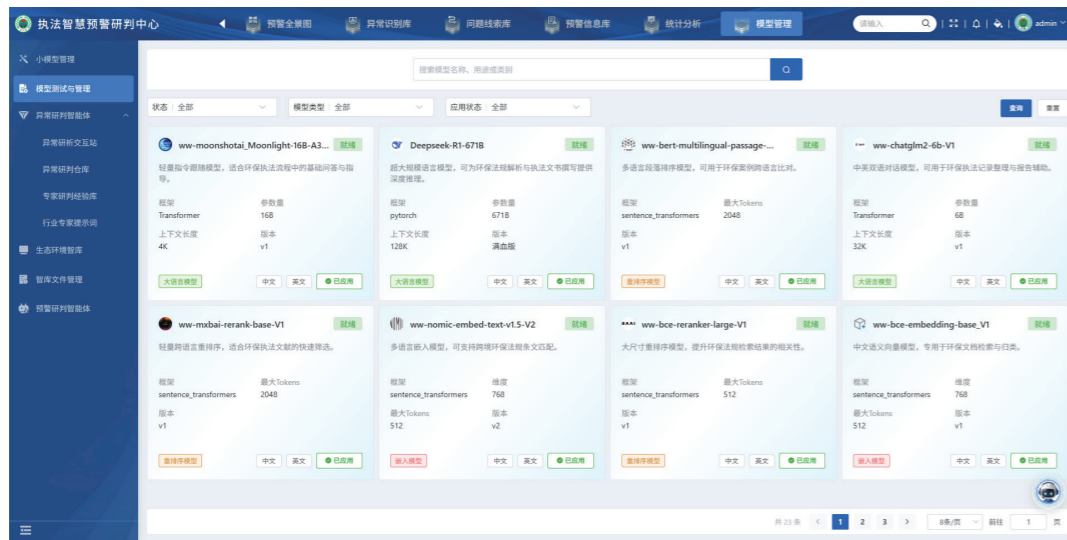 执法智慧预警研判中心
预警全景图
异常识别库
问题线索库
预警信息库
统计分析
模型管理
请输入
admin
小模型管理
模型测试与管理
异常研判智能体
异常研析交互站
异常研判仓库
专家研判经验库
行业专家提示词
生态环境智库
智库文件管理
预警研判智能体
搜索模型名称、用途或类别
状态 全部
模型类型 全部
应用状态 全部
查询
重置
ww-moonshotai_Moonlight-16B-A3...
就绪
轻量指令跟随模型，适合环保执法流程中的基础问答与指
导。
框架 参数量
Transformer 16B
上下文长度 版本
4K v1
大语言模型 中文 英文 已应用
Deepseek-R1-671B
就绪
超大规模语言模型，可为环保法规解析与执法文书撰写提供
深度推理。
框架 参数量
pytorch 671B
上下文长度 版本
128K 满血版
大语言模型 中文 英文 已应用
ww-bert-multilingual-passage-...
就绪
多语言段落排序模型，可用于环保案例跨语言比对。
框架 最大Tokens
sentence_transformers 2048
版本
v1
重排序模型 中文 英文 已应用
ww-chatglm2-6b-V1
就绪
中英双语对话模型，可用于环保执法记录整理与报告辅助。
框架 参数量
Transformer 6B
上下文长度 版本
32K v1
大语言模型 中文 英文 已应用
ww-mxbai-rerank-base-V1
就绪
轻量跨语言重排序，适合环保执法文献的快速筛选。
框架 最大Tokens
sentence_transformers 2048
版本
v1
重排序模型 中文 英文 已应用
ww-nomic-embed-text-v1.5-V2
就绪
多语言嵌入模型，可支持跨境环保法规条文匹配。
框架 维度
sentence_transformers 768
最大Tokens 版本
512 v2
嵌入模型 中文 英文 已应用
ww-bce-reranker-large-V1
就绪
大尺寸重排序模型，提升环保法规检索结果的相关性。
框架 最大Tokens
sentence_transformers 512
版本
v1
重排序模型 中文 英文 已应用
ww-bce-embedding-base_V1
就绪
中文语义向量模型，专用于环保文档检索与归类。
框架 维度
sentence_transformers 768
最大Tokens 版本
512 v1
嵌入模型 中文 英文 已应用
共 23 条 1 2 3 8条/页 前往 1 页